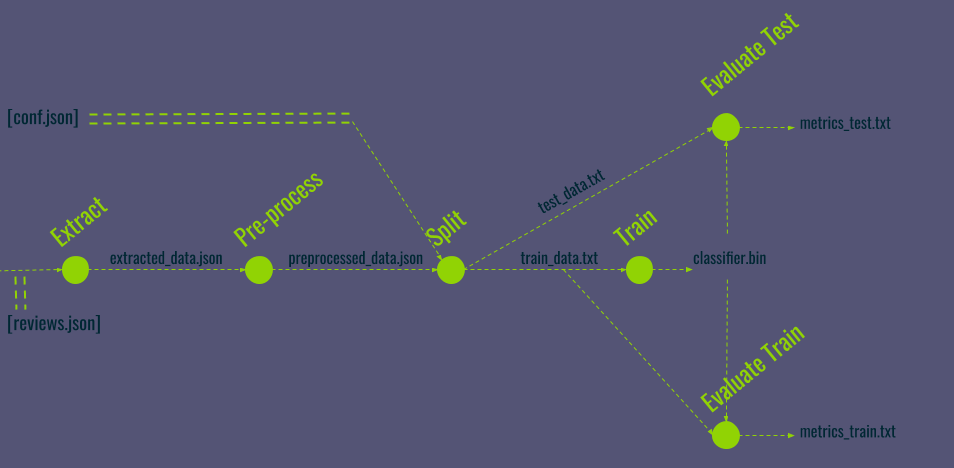 Evaluate Test
[conf.json]
metrics_test.txt
test_data.txt
Extract
Pre-process
Split
Train
extracted_data.json
preprocessed_data.json
train_data.txt
classifier.bin
[reviews.json]
Evaluate Train
metrics_train.txt